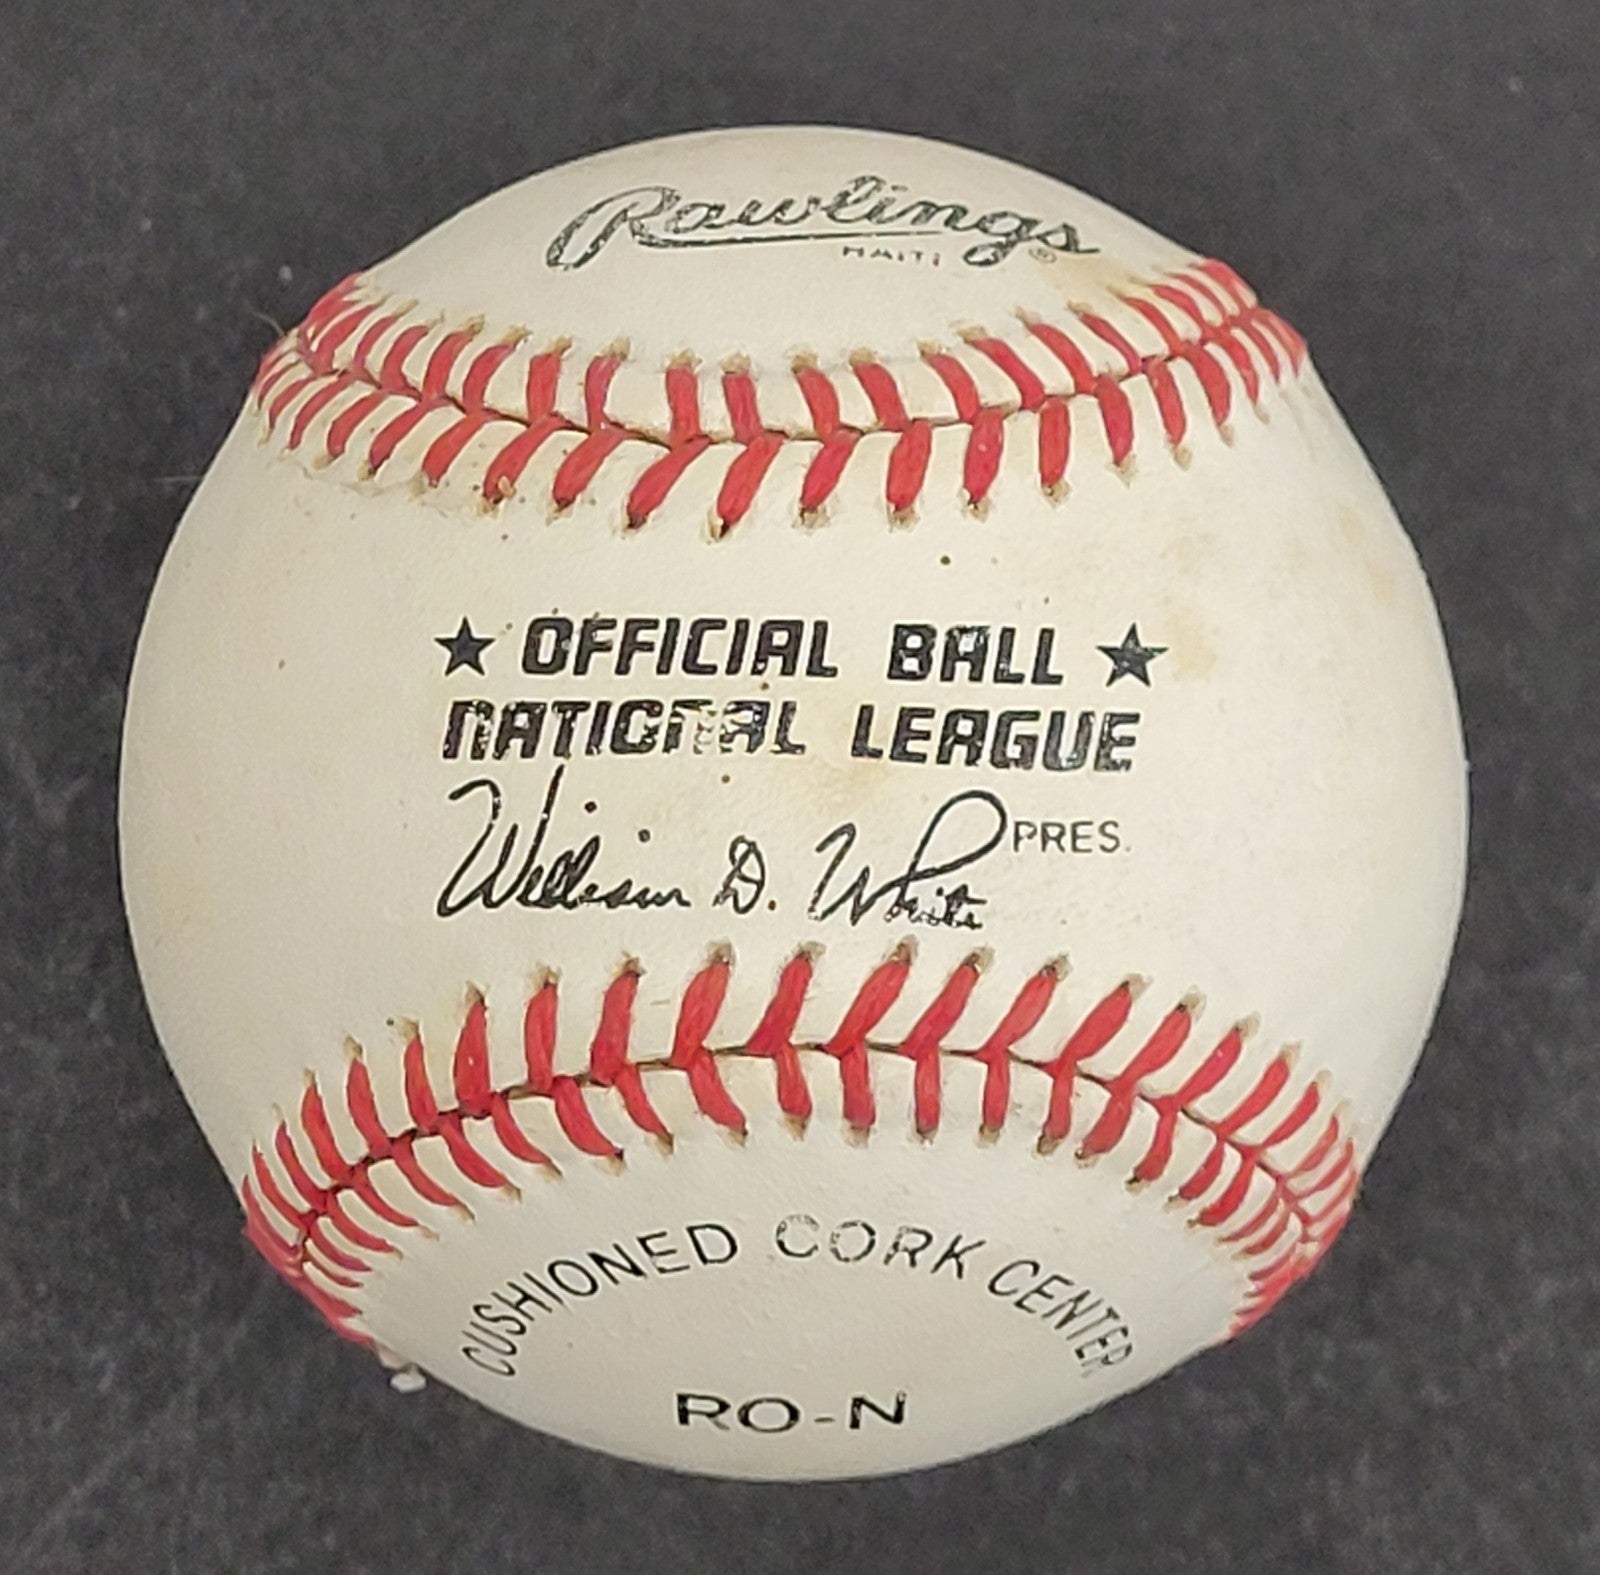 Rawlings ®
HAITI
★ OFFICIAL BALL ★
NATIONAL LEAGUE
William D. White PRES.
CUSHIONED CORK CENTER
RO-N